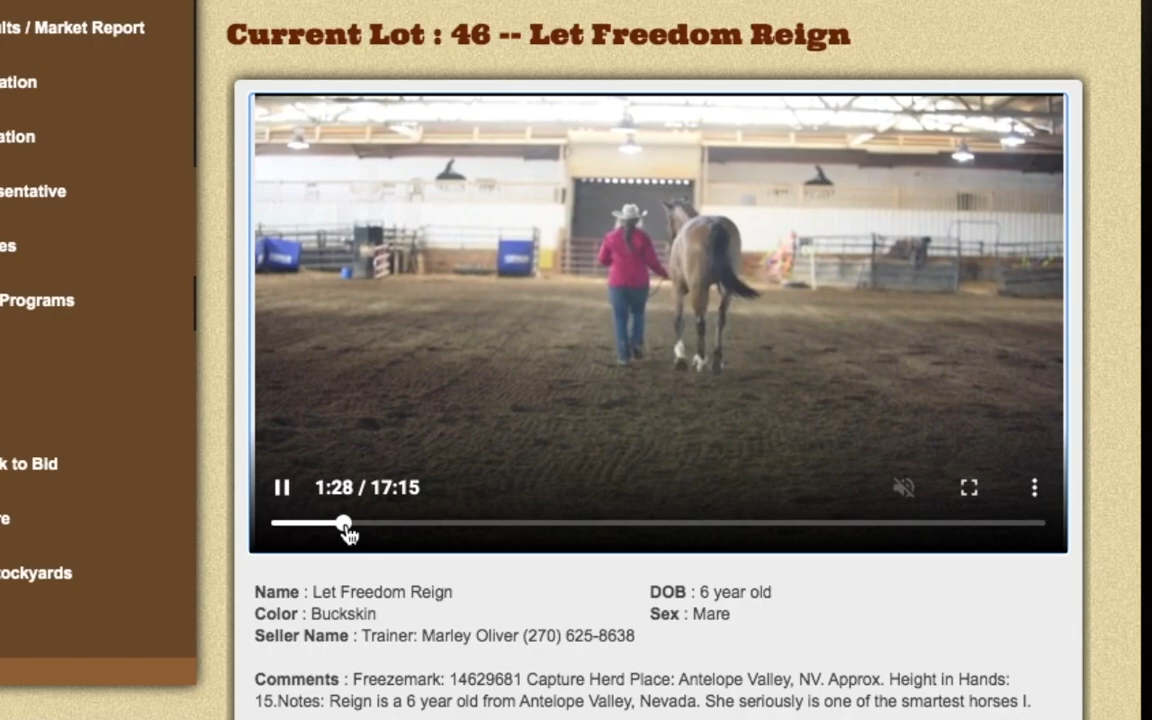 Current Lot : 46 -- Let Freedom Reign
lts / Market Report
ation
ation
sentative
es
Programs
k to Bid
re
tockyards
1:28 / 17:15
Name : Let Freedom Reign DOB : 6 year old
Color : Buckskin Sex : Mare
Seller Name : Trainer: Marley Oliver (270) 625-8638
Comments : Freezemark: 14629681 Capture Herd Place: Antelope Valley, NV. Approx. Height in Hands:
15.Notes: Reign is a 6 year old from Antelope Valley, Nevada. She seriously is one of the smartest horses I.